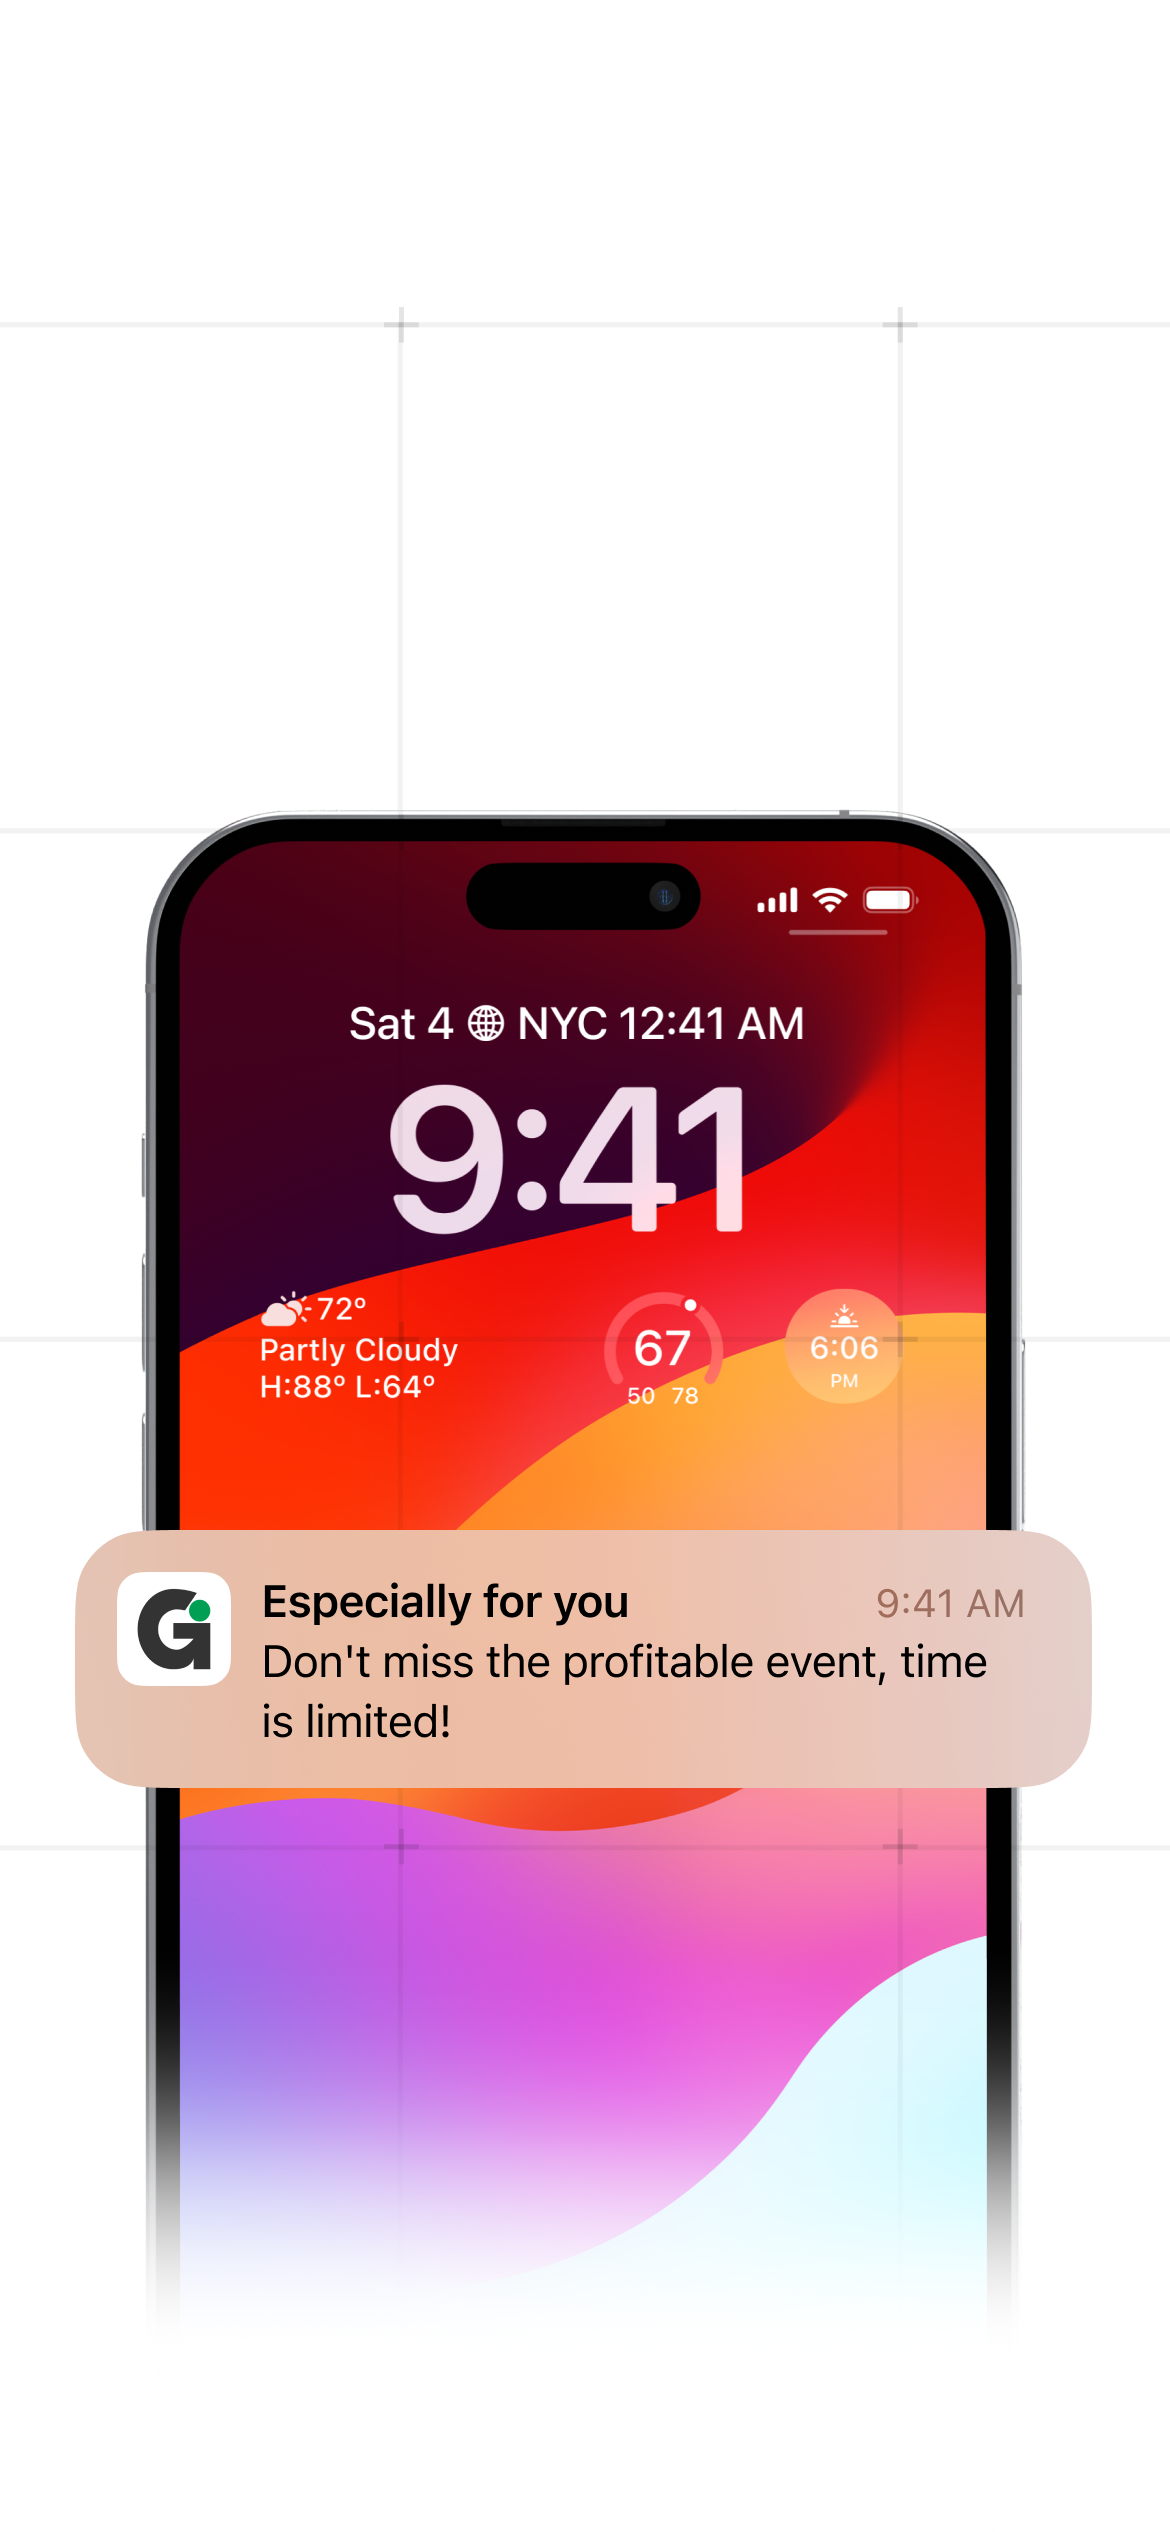 Sat 4 NYC 12:41 AM
9:41
72°
Partly Cloudy
H:88° L:64°
67
50 78
6:06
PM
G
Especially for you
9:41 AM
Don't miss the profitable event, time
is limited!